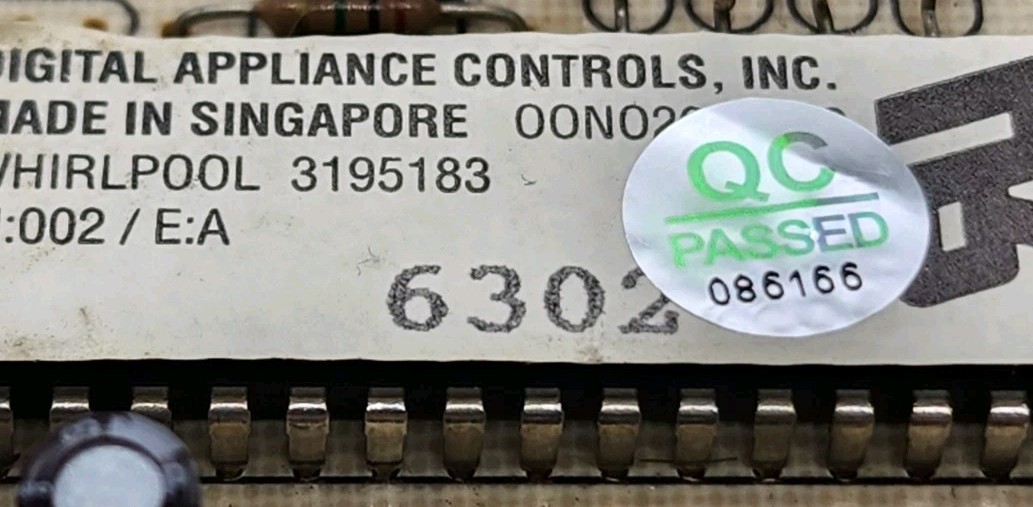 DIGITAL APPLIANCE CONTROLS, INC.
MADE IN SINGAPORE
WHIRLPOOL 3195183
:002 / E:A
6302
QC
PASSED
086166